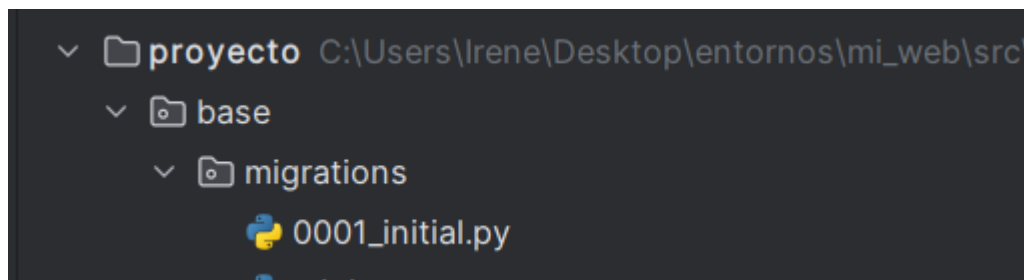 proyecto C:\Users\Irene\Desktop\entornos\mi_web\src\
base
migrations
0001_initial.py